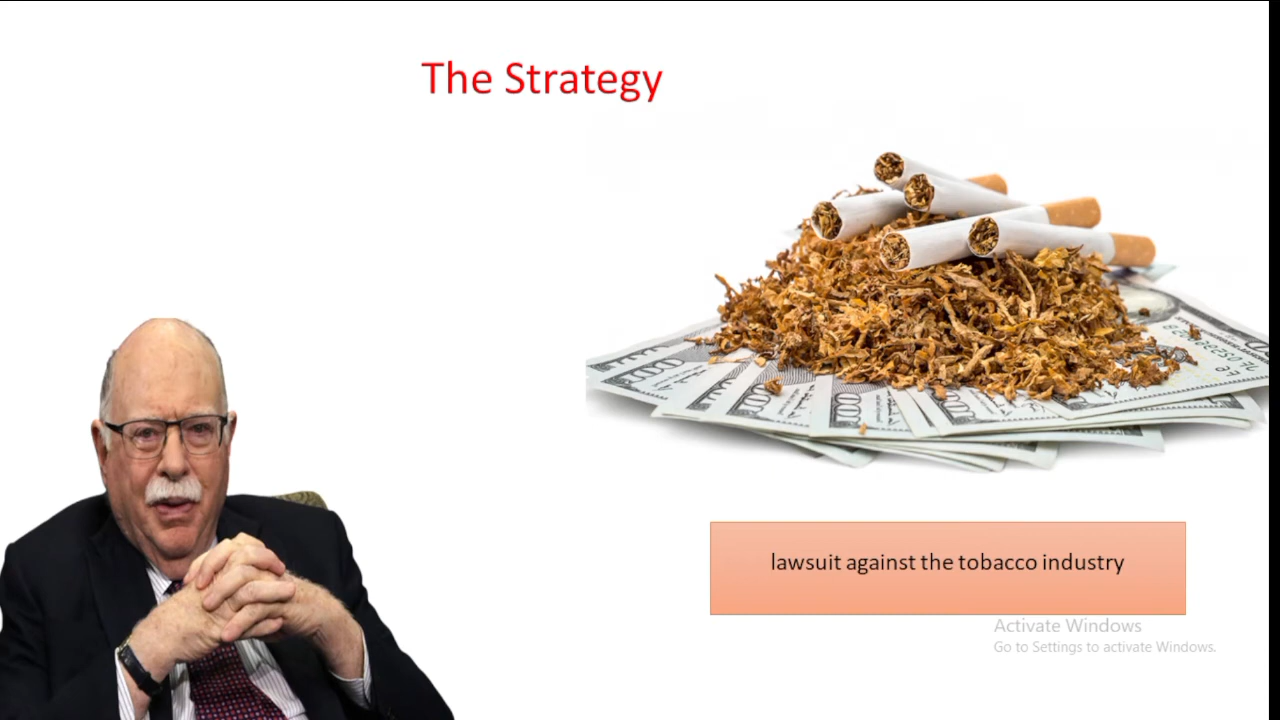 The Strategy
lawsuit against the tobacco industry
Activate Windows
Go to Settings to activate Windows.